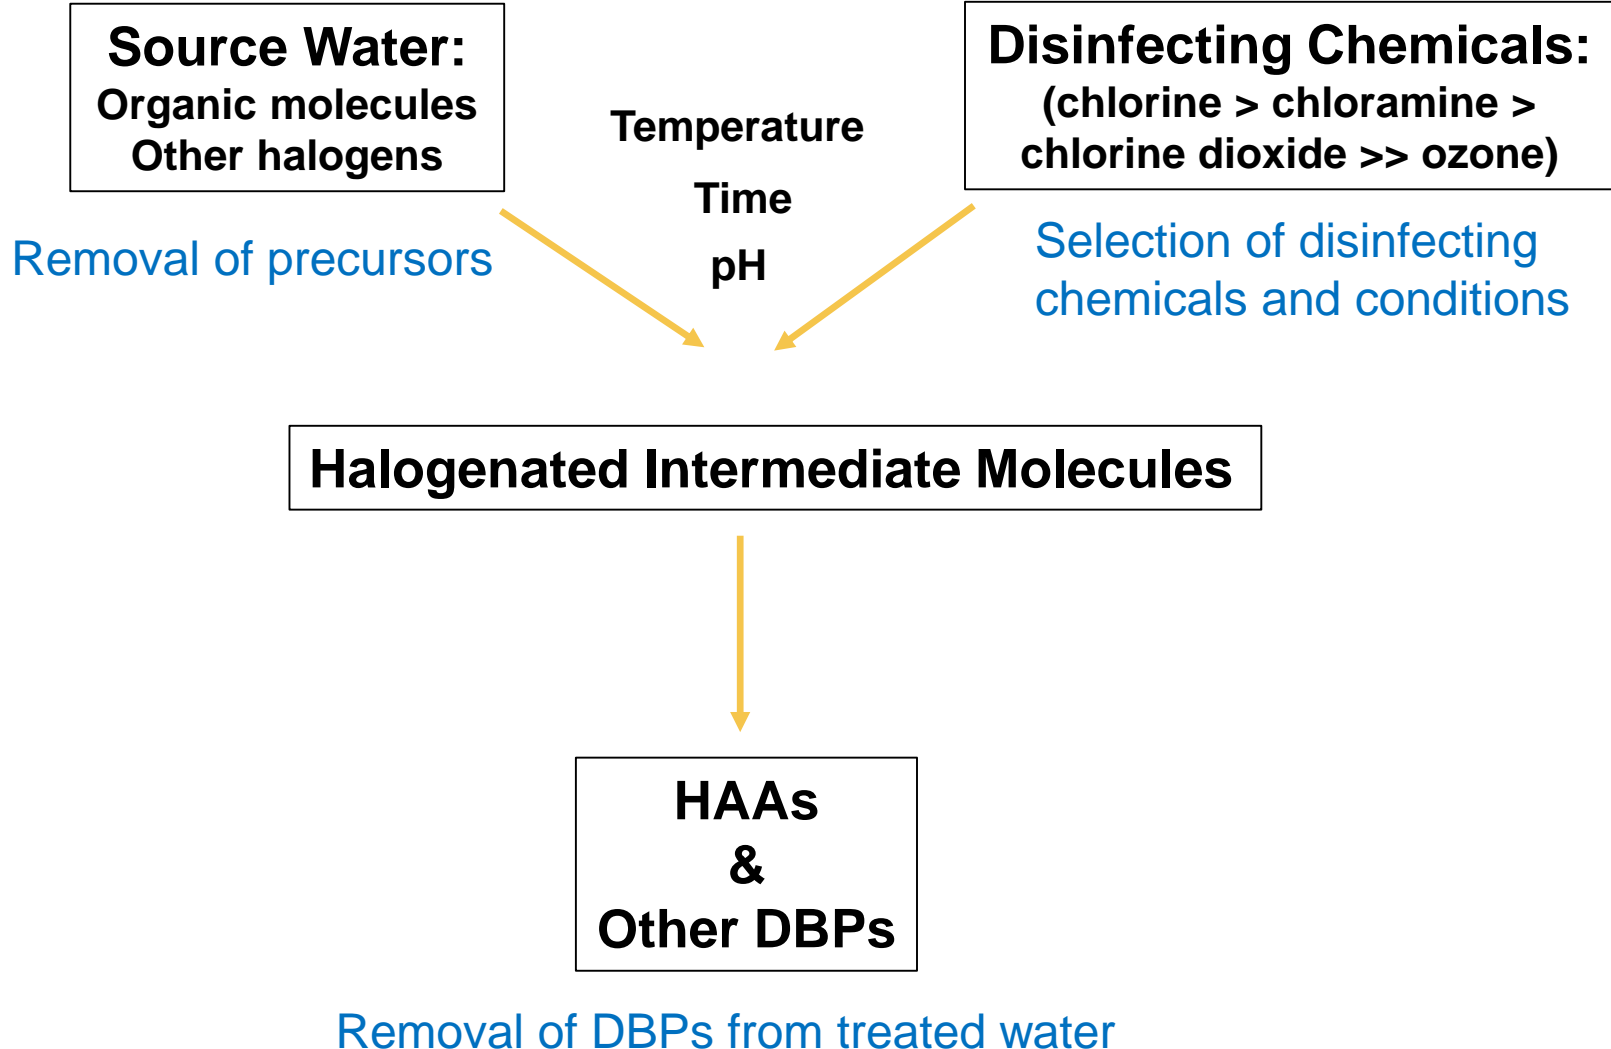 Source Water:
Organic molecules
Other halogens
Temperature
Time
pH
Disinfecting Chemicals:
(chlorine > chloramine >
chlorine dioxide >> ozone)
Removal of precursors
Selection of disinfecting
chemicals and conditions
Halogenated Intermediate Molecules
HAAs
&
Other DBPs
Removal of DBPs from treated water